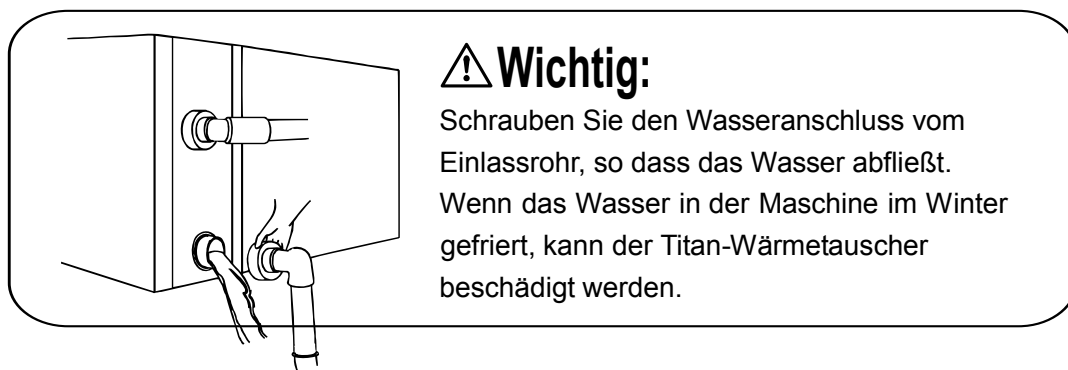 Wichtig:
Schrauben Sie den Wasseranschluss vom
Einlassrohr, so dass das Wasser abfließt.
Wenn das Wasser in der Maschine im Winter
gefriert, kann der Titan-Wärmetauscher
beschädigt werden.